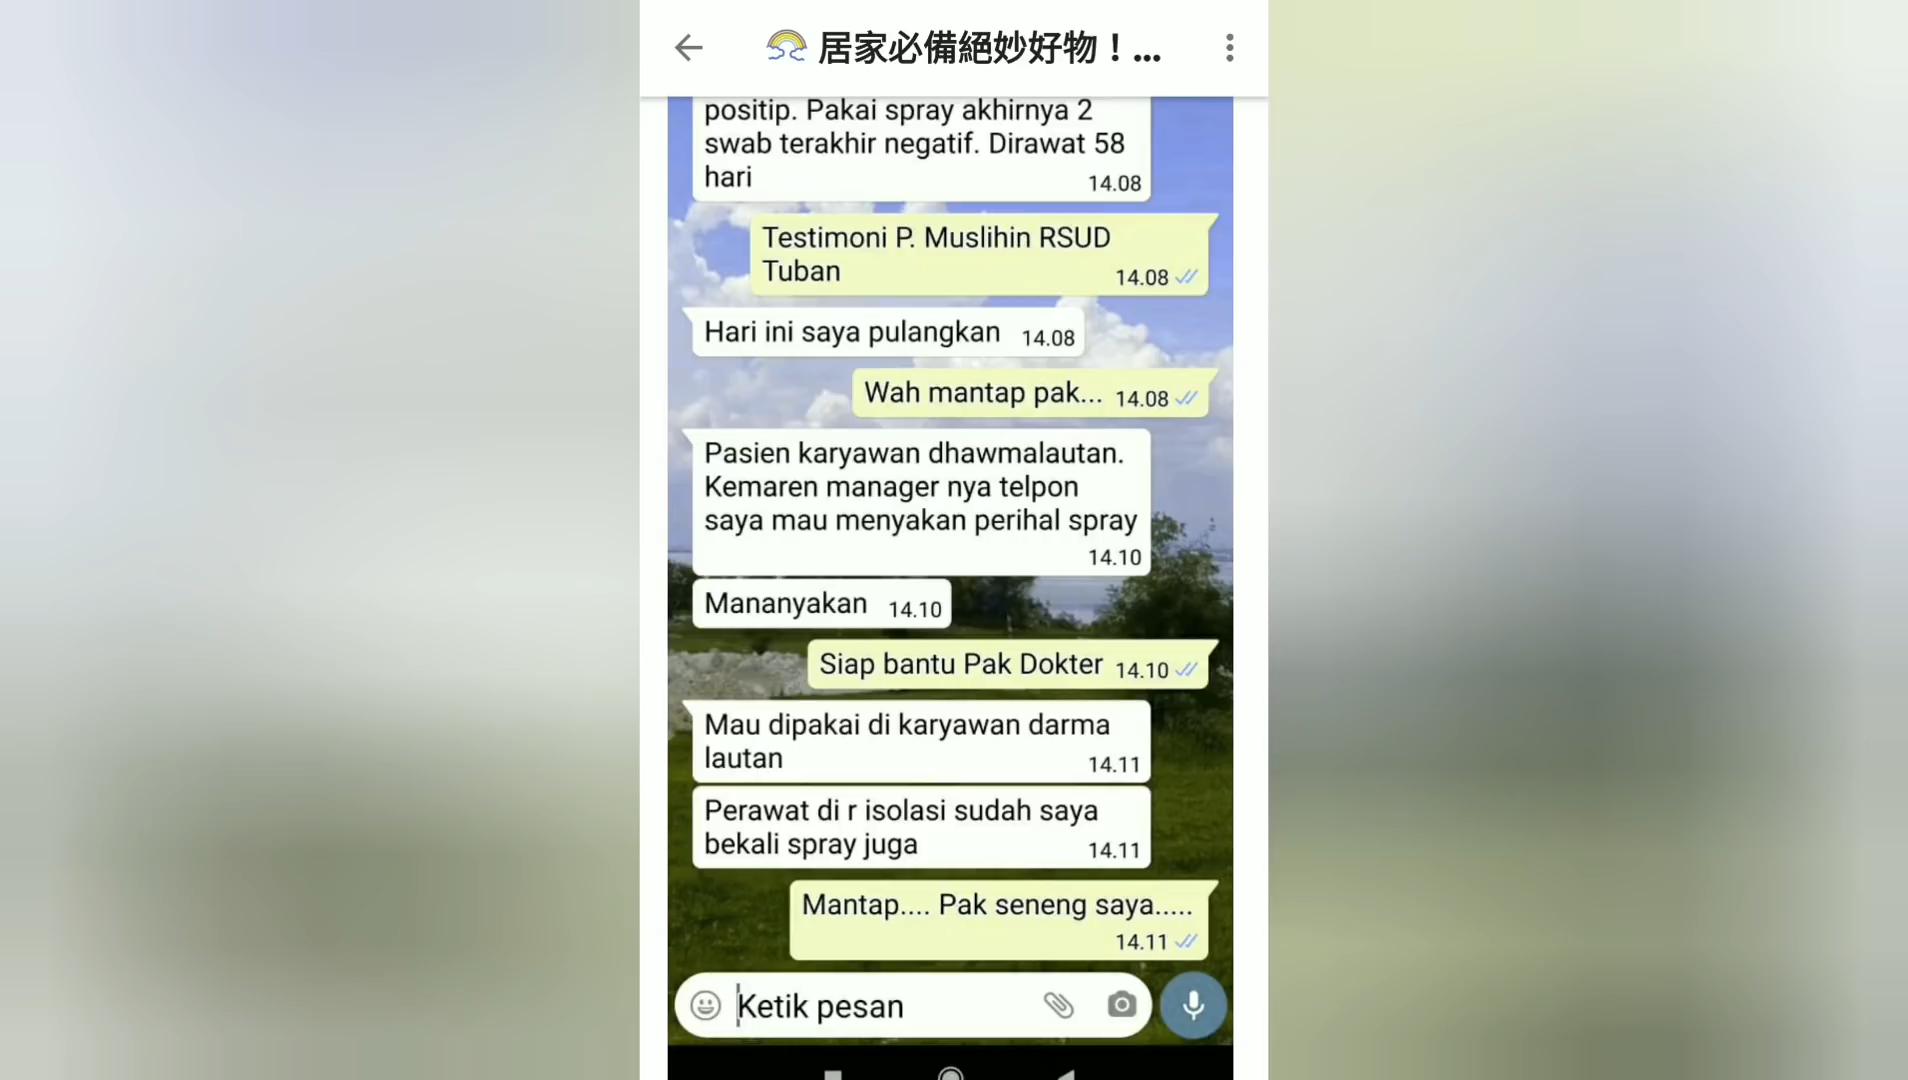 居家必備絕妙好物！...
positip. Pakai spray akhirnya 2
swab terakhir negatif. Dirawat 58
hari
14.08
Testimoni P. Muslihin RSUD
Tuban
14.08
Hari ini saya pulangkan 14.08
Wah mantap pak... 14.08
Pasien karyawan dhawmalautan.
Kemaren manager nya telpon
saya mau menyakan perihal spray
14.10
Mananyakan 14.10
Siap bantu Pak Dokter 14.10
Mau dipakai di karyawan darma
lautan
14.11
Perawat di r isolasi sudah saya
bekali spray juga
14.11
Mantap.... Pak seneng saya.....
14.11
Ketik pesan